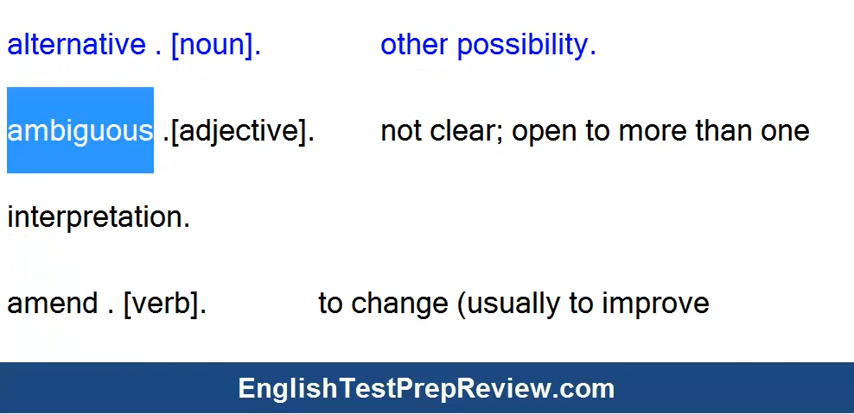 alternative . [noun]. other possibility.
ambiguous .[adjective]. not clear; open to more than one
interpretation.
amend . [verb]. to change (usually to improve
EnglishTestPrepReview.com